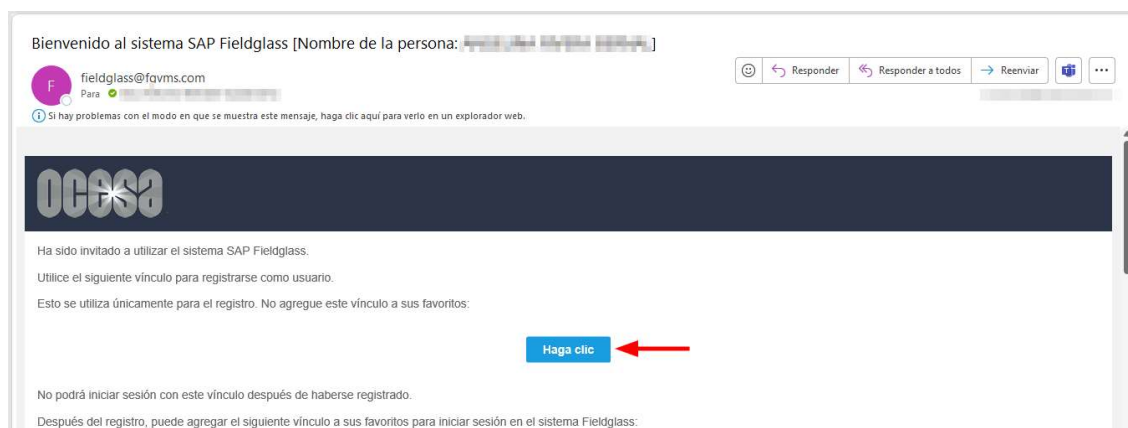 Bienvenido al sistema SAP Fieldglass [Nombre de la persona: ]
F
fieldglass@fgvms.com
Para
Responder
Responder a todos
Reenviar
Si hay problemas con el modo en que se muestra este mensaje, haga clic aquí para verlo en un explorador web.
ocesa
Ha sido invitado a utilizar el sistema SAP Fieldglass.
Utilice el siguiente vínculo para registrarse como usuario.
Esto se utiliza únicamente para el registro. No agregue este vínculo a sus favoritos:
Haga clic
No podrá iniciar sesión con este vínculo después de haberse registrado.
Después del registro, puede agregar el siguiente vínculo a sus favoritos para iniciar sesión en el sistema Fieldglass: